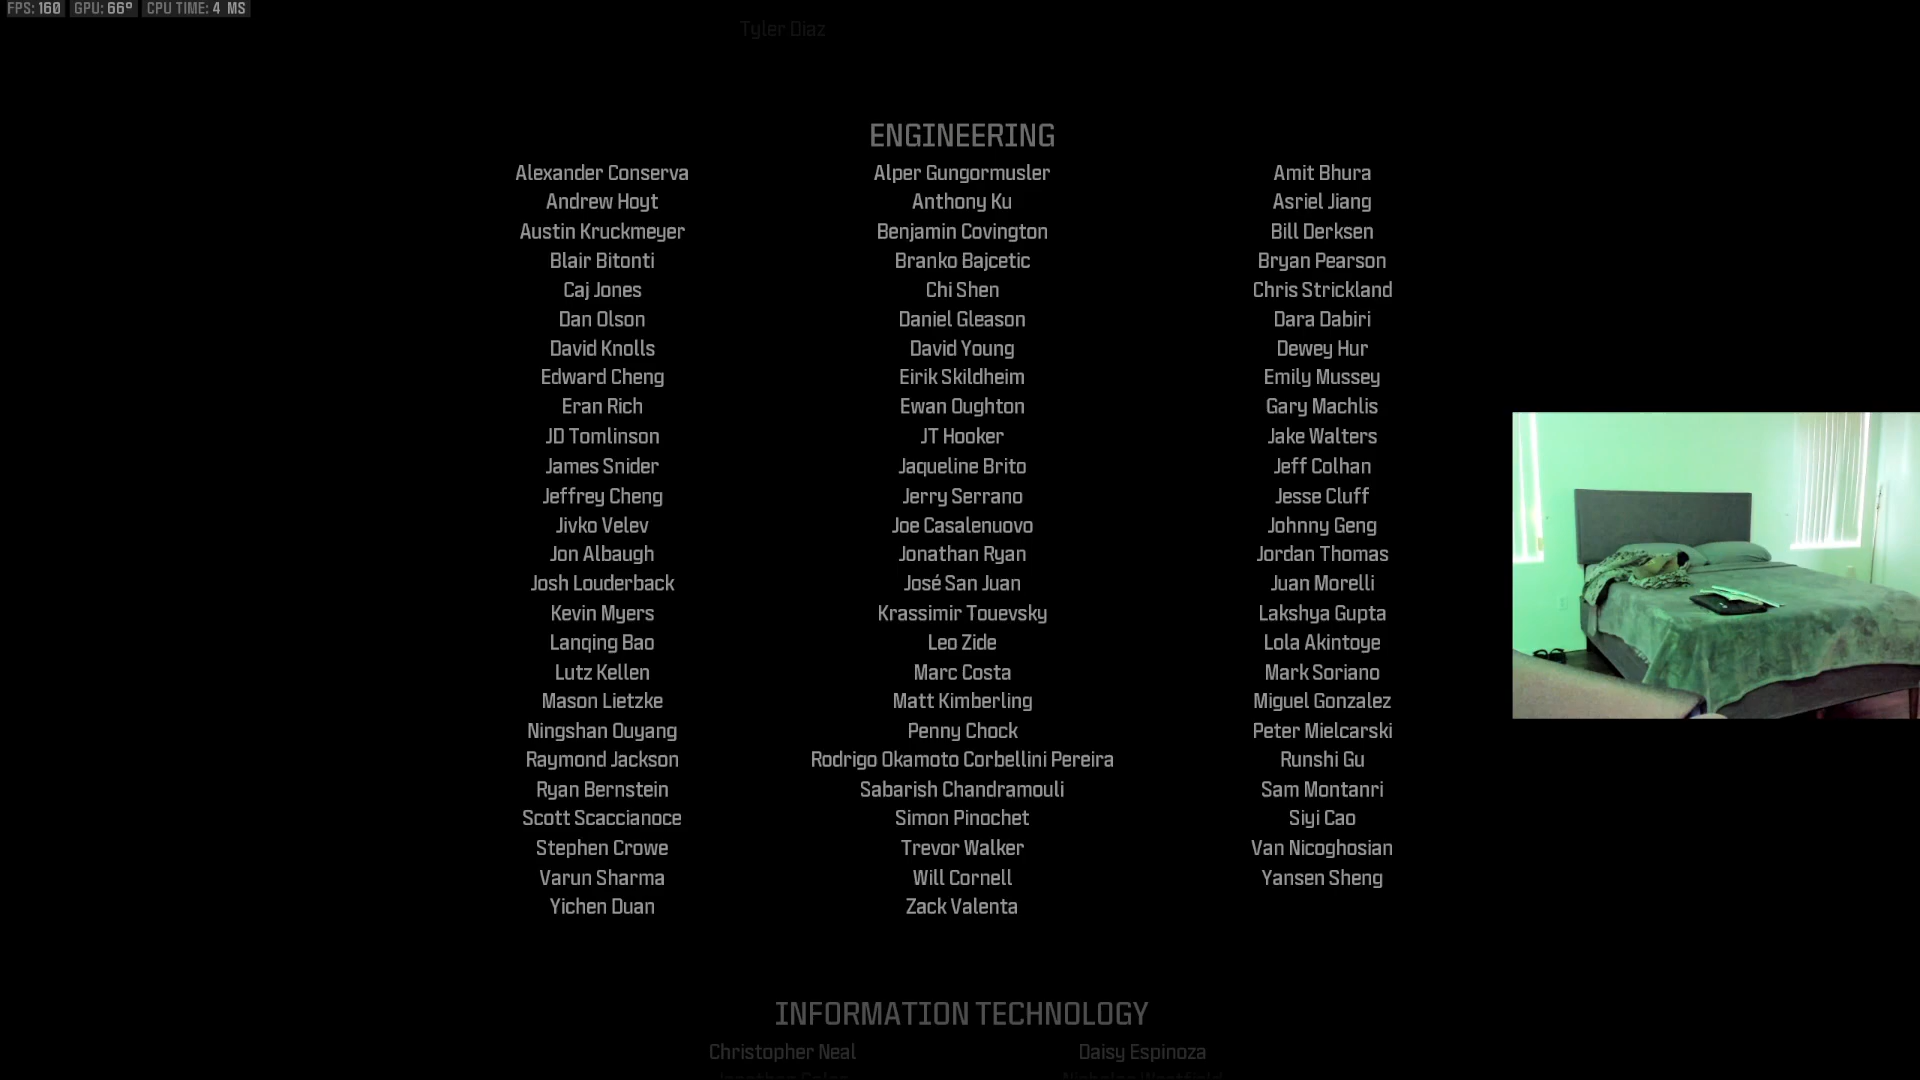 FPS: 160 GPU: 66° CPU TIME: 4 MS
Tyler Diaz
ENGINEERING
Alexander Conserva Alper Gungormusler Amit Bhura
Andrew Hoyt Anthony Ku Asriel Jiang
Austin Kruckmeyer Benjamin Covington Bill Derksen
Blair Bitonti Branko Bajcetic Bryan Pearson
Caj Jones Chi Shen Chris Strickland
Dan Olson Daniel Gleason Dara Dabiri
David Knolls David Young Dewey Hur
Edward Cheng Eirik Skildheim Emily Mussey
Eran Rich Ewan Oughton Gary Machlis
JD Tomlinson JT Hooker Jake Walters
James Snider Jaqueline Brito Jeff Colhan
Jeffrey Cheng Jerry Serrano Jesse Cluff
Jivko Velev Joe Casalenuovo Johnny Geng
Jon Albaugh Jonathan Ryan Jordan Thomas
Josh Louderback José San Juan Juan Morelli
Kevin Myers Krassimir Touevsky Lakshya Gupta
Lanqing Bao Leo Zide Lola Akintoye
Lutz Kellen Marc Costa Mark Soriano
Mason Lietzke Matt Kimberling Miguel Gonzalez
Ningshan Ouyang Penny Chock Peter Mielcarski
Raymond Jackson Rodrigo Okamoto Corbellini Pereira Runshi Gu
Ryan Bernstein Sabarish Chandramouli Sam Montanri
Scott Scaccianoce Simon Pinochet Siyi Cao
Stephen Crowe Trevor Walker Van Nicoghosian
Varun Sharma Will Cornell Yansen Sheng
Yichen Duan Zack Valenta
INFORMATION TECHNOLOGY
Christopher Neal Daisy Espinoza